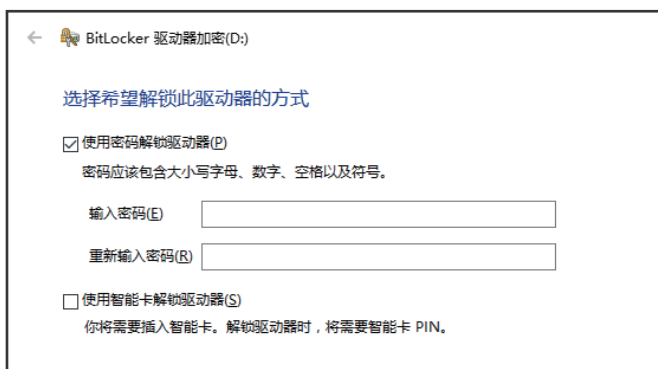 BitLocker 驱动器加密(D:)
选择希望解锁此驱动器的方式
使用密码解锁驱动器(P)
密码应该包含大小写字母、数字、空格以及符号。
输入密码(E)
重新输入密码(R)
使用智能卡解锁驱动器(S)
你将需要插入智能卡。解锁驱动器时，将需要智能卡 PIN。